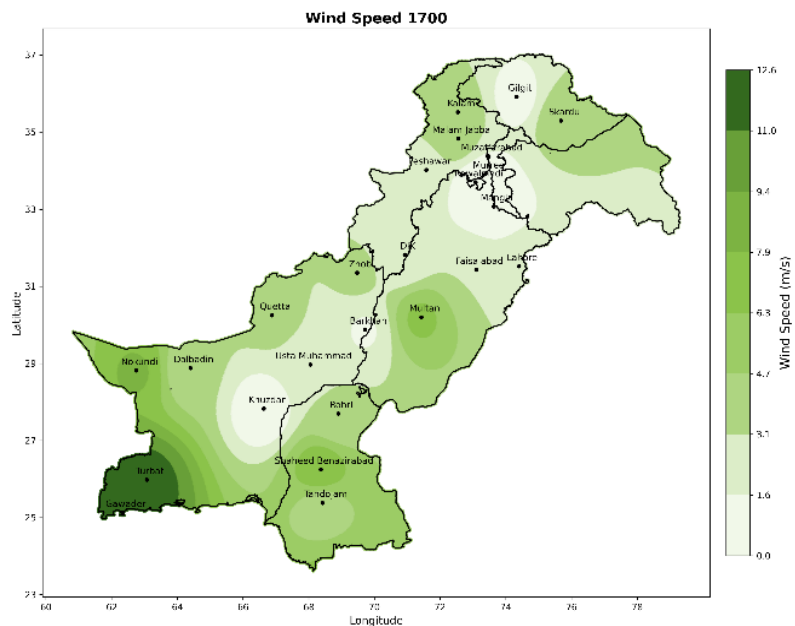 Wind Speed 1700
37
35
33
31
29
27
25
23
Latitude
60
62
64
66
68
70
72
74
76
78
Longitude
Gilgit
Kalam
Skardu
Malam Jabba
Muzaffarabad
Peshawar
Murree
Rawalpindi
Mangla
DIK
Zhob
Faisalabad
Lahore
Quetta
Barkhan
Multan
Nokundi
Dalbadin
Usta Muhammad
Khuzdar
Rohri
Shaheed Benazirabad
Turbat
Tandojam
Gawader
12.6
11.0
9.4
7.9
6.3
4.7
3.1
1.6
0.0
Wind Speed (m/s)